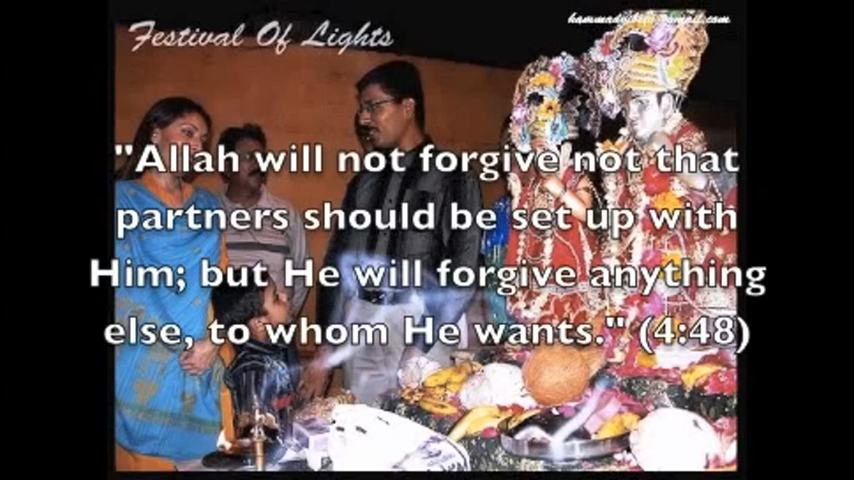 Festival Of Lights
"Allah will not forgive not that
partners should be set up with
Him; but He will forgive anything
else, to whom He wants." (4:48)